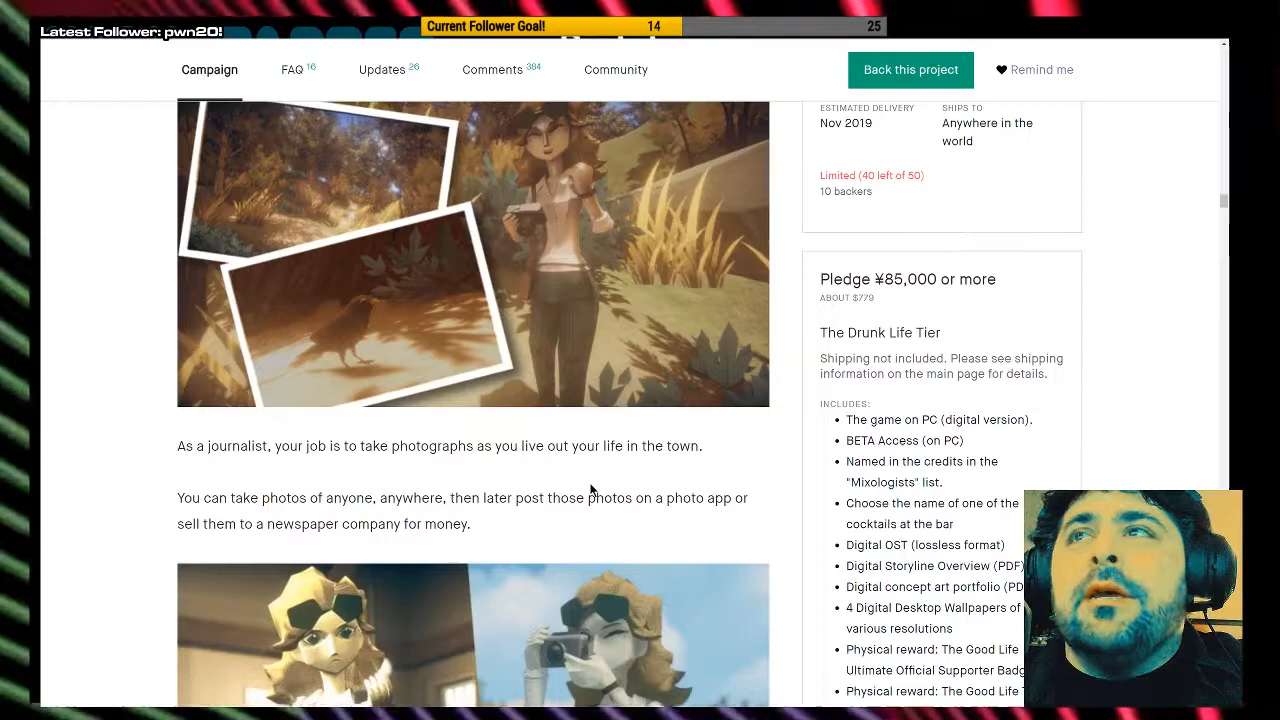 Latest Follower: pwn20!
Current Follower Goal! 14 25
Campaign FAQ 16 Updates 26 Comments 384 Community Back this project Remind me
ESTIMATED DELIVERY SHIPS TO
Nov 2019 Anywhere in the
world
Limited (40 left of 50)
10 backers
Pledge ¥85,000 or more
ABOUT $779
The Drunk Life Tier
Shipping not included. Please see shipping
information on the main page for details.
INCLUDES:
The game on PC (digital version).
BETA Access (on PC)
Named in the credits in the
"Mixologists" list.
Choose the name of one of the
cocktails at the bar
Digital OST (lossless format)
Digital Storyline Overview (PDF)
Digital concept art portfolio (PD
4 Digital Desktop Wallpapers of
various resolutions
Physical reward: The Good Life
Ultimate Official Supporter Badg
Physical reward: The Good Life
As a journalist, your job is to take photographs as you live out your life in the town.
You can take photos of anyone, anywhere, then later post those photos on a photo app or
sell them to a newspaper company for money.